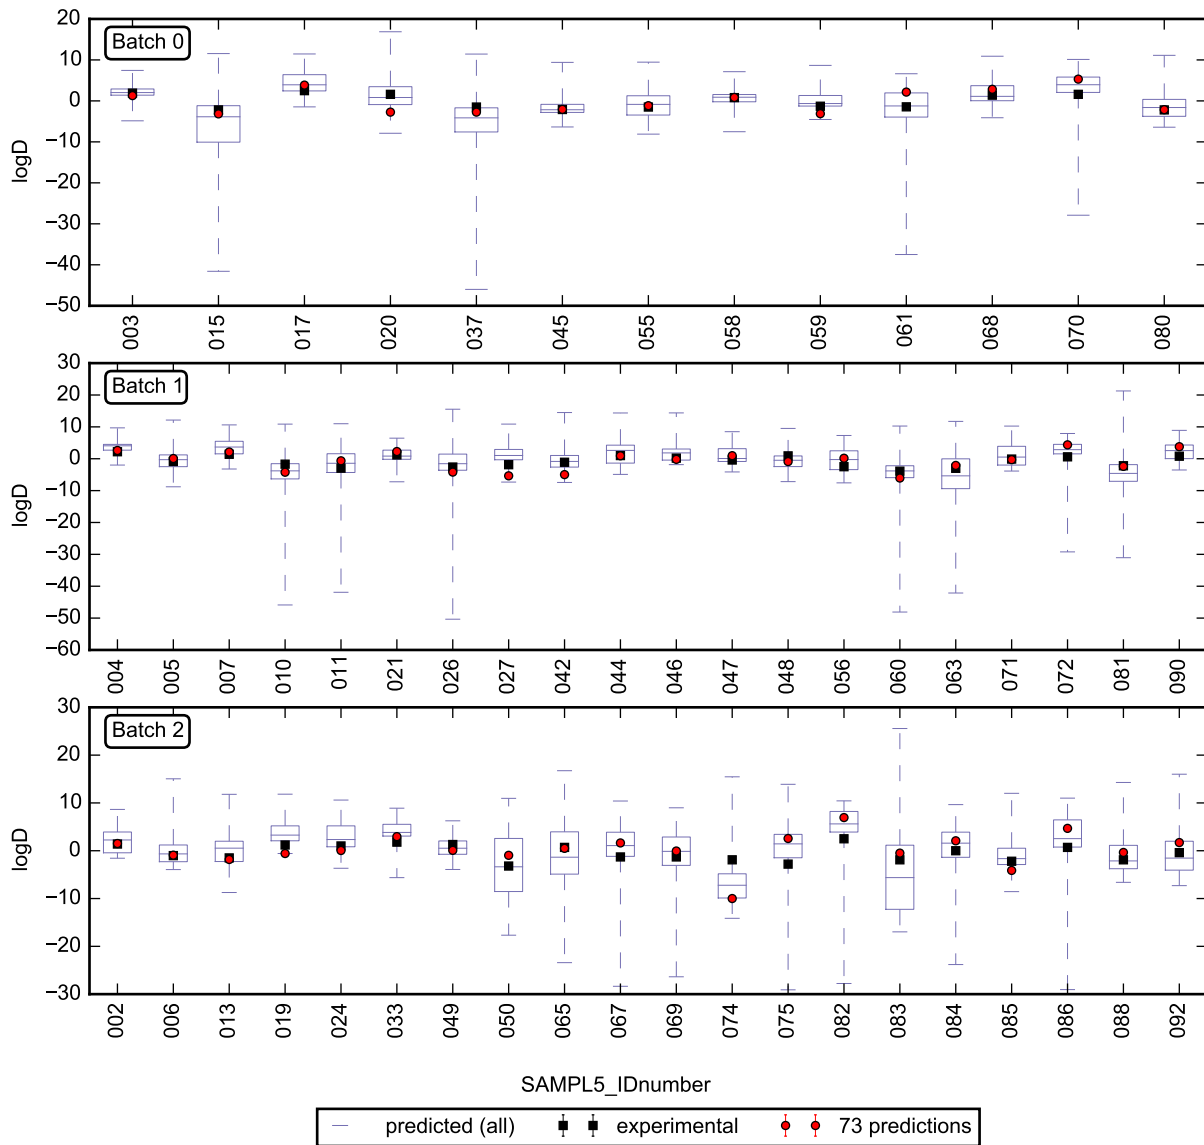 20
Batch 0
10
0
−10
−20
−30
−40
−50
logD
003 015 017 020 037 045 055 058 059 061 068 070 080
30
Batch 1
20
10
0
−10
−20
−30
−40
−50
−60
logD
004 005 007 010 011 021 026 027 042 044 046 047 048 056 060 063 071 072 081 090
30
Batch 2
20
10
0
−10
−20
−30
logD
002 006 013 019 024 033 049 050 065 067 069 074 075 082 083 084 085 086 088 092
SAMPL5_IDnumber
predicted (all) experimental 73 predictions